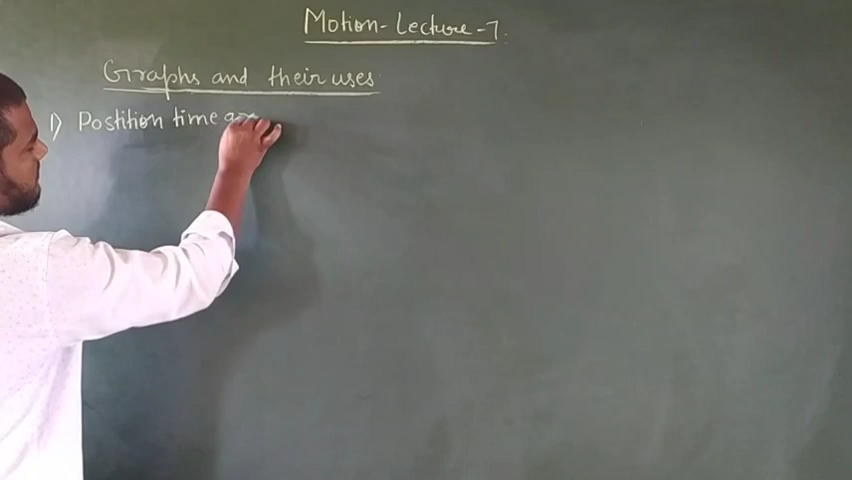 Motion - Lecture - 7.
Graphs and their uses
1) Postition time